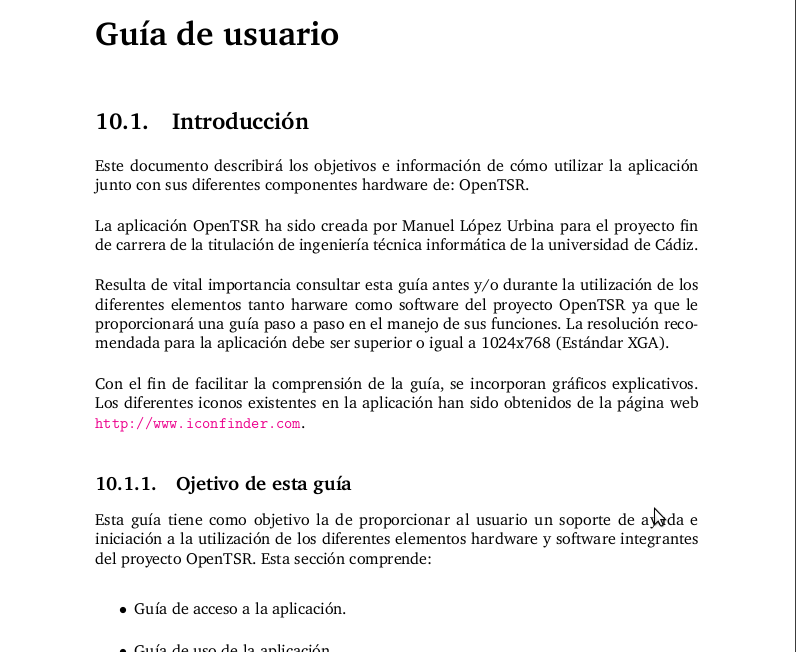 Guía de usuario
10.1. Introducción
Este documento describirá los objetivos e información de cómo utilizar la aplicación
junto con sus diferentes componentes hardware de: OpenTSR.
La aplicación OpenTSR ha sido creada por Manuel López Urbina para el proyecto fin
de carrera de la titulación de ingeniería técnica informática de la universidad de Cádiz.
Resulta de vital importancia consultar esta guía antes y/o durante la utilización de los
diferentes elementos tanto harware como software del proyecto OpenTSR ya que le
proporcionará una guía paso a paso en el manejo de sus funciones. La resolución reco-
mendada para la aplicación debe ser superior o igual a 1024x768 (Estándar XGA).
Con el fin de facilitar la comprensión de la guía, se incorporan gráficos explicativos.
Los diferentes iconos existentes en la aplicación han sido obtenidos de la página web
http://www.iconfinder.com.
10.1.1. Ojetivo de esta guía
Esta guía tiene como objetivo la de proporcionar al usuario un soporte de ayuda e
iniciación a la utilización de los diferentes elementos hardware y software integrantes
del proyecto OpenTSR. Esta sección comprende:
• Guía de acceso a la aplicación.
• Guía de uso de la aplicación